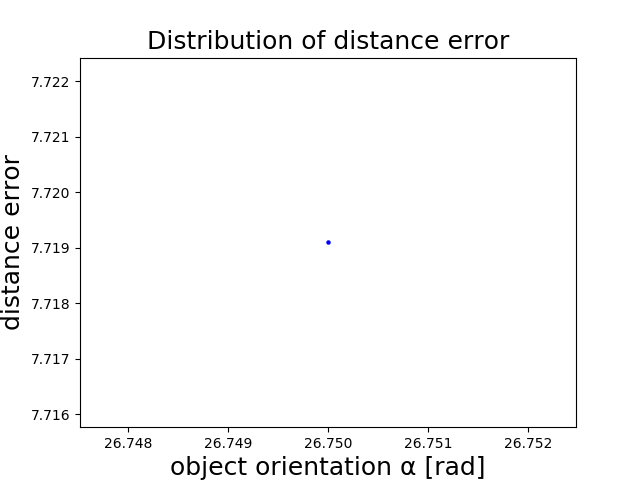 Distribution of distance error
7.722
7.721
7.720
7.719
7.718
7.717
7.716
distance error
26.748 26.749 26.750 26.751 26.752
object orientation α [rad]